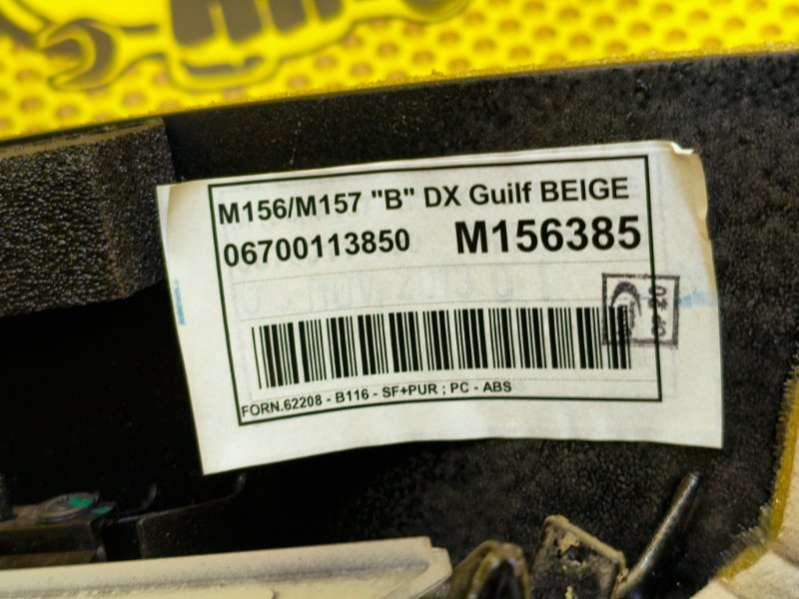 M156/M157 "B" DX Guilf BEIGE
06700113850 M156385
FORN.62208 - B116 - SF+PUR ; PC - ABS